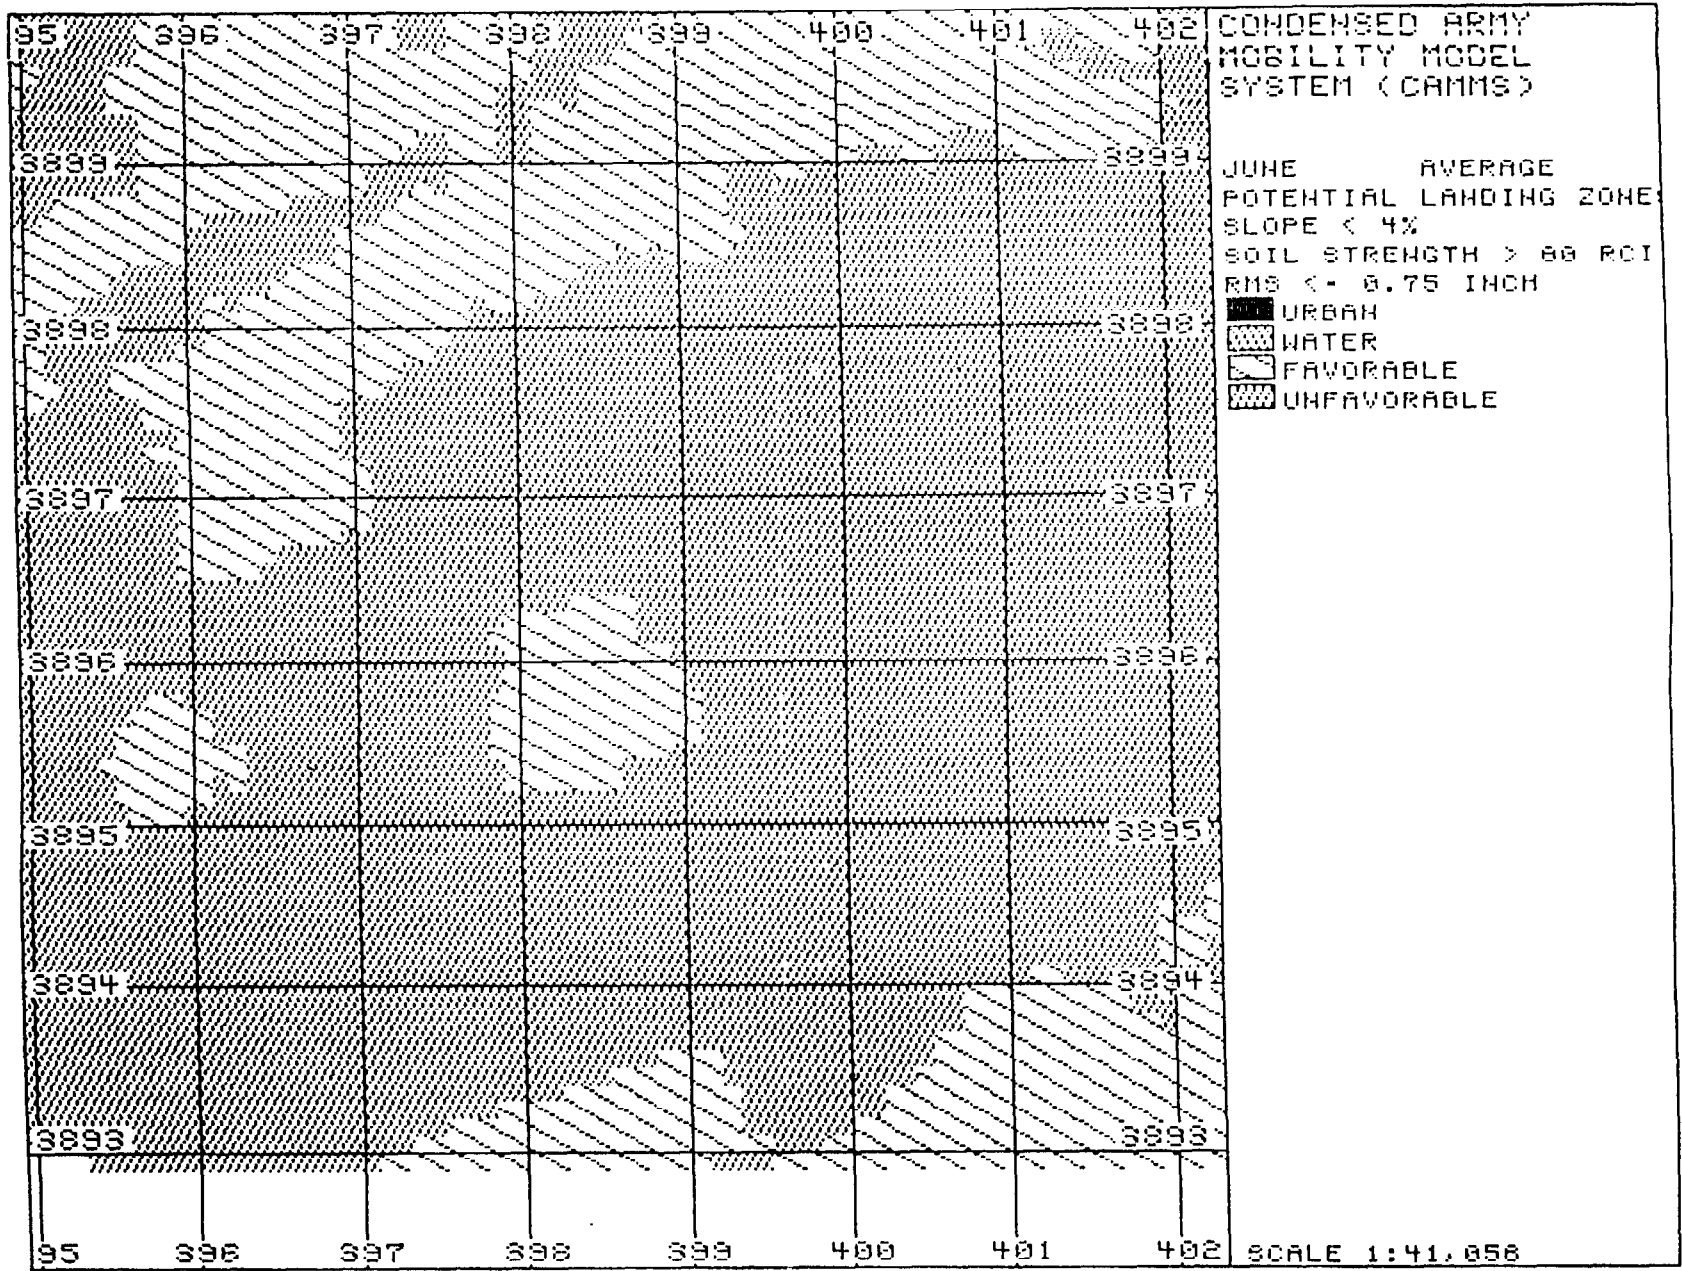 95 396 397 398 399 400 401 402
CONDENSED ARMY
MOBILITY MODEL
SYSTEM (CAMMS)
3899 3899
JUNE AVERAGE
POTENTIAL LANDING ZONE
SLOPE < 4%
SOIL STRENGTH > 80 RCI
RMS <= 0.75 INCH
URBAN
WATER
FAVORABLE
UNFAVORABLE
3898 3898
3897 3897
3896 3896
3895 3895
3894 3894
3893 3893
95 396 397 398 399 400 401 402
SCALE 1:41,058